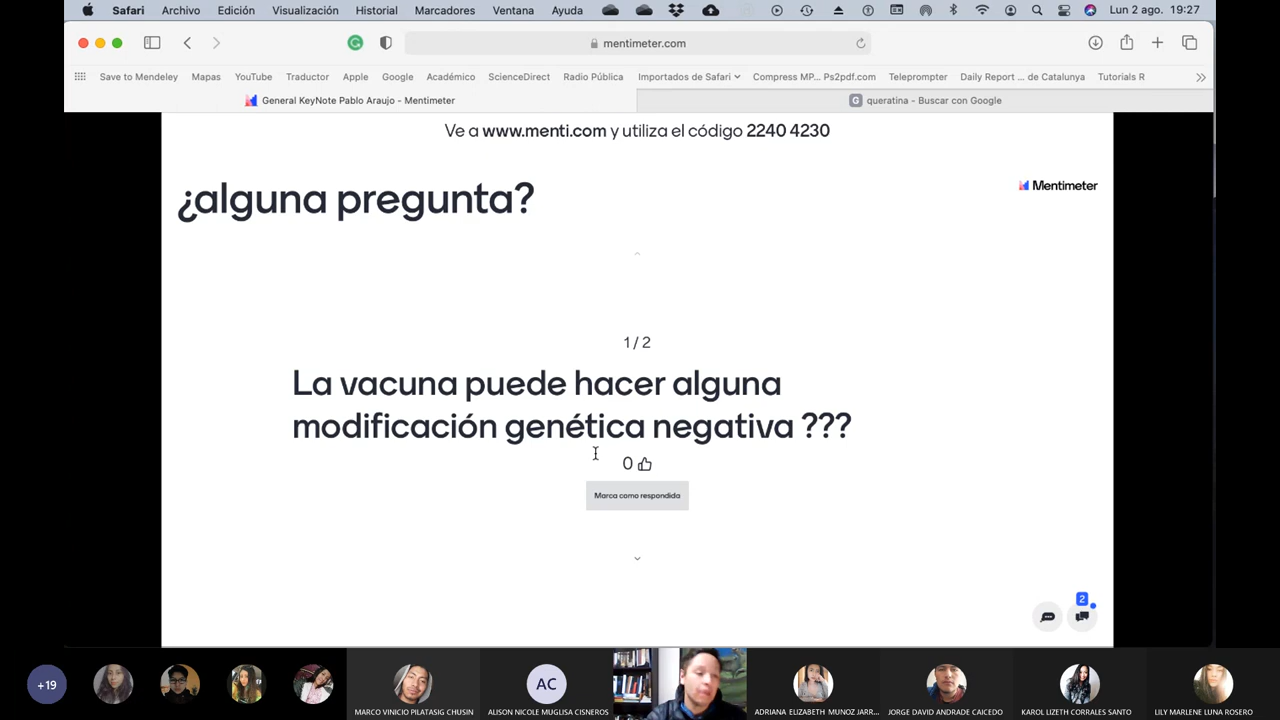 Safari Archivo Edición Visualización Historial Marcadores Ventana Ayuda Lun 2 ago. 19:27
mentimeter.com
Save to Mendeley Mapas YouTube Traductor Apple Google Académico ScienceDirect Radio Pública Importados de Safari Compress MP... Ps2pdf.com Teleprompter Daily Report ... de Catalunya Tutorials R
General KeyNote Pablo Araujo - Mentimeter
G queratina - Buscar con Google
Ve a www.menti.com y utiliza el código 2240 4230
¿alguna pregunta?
Mentimeter
1 / 2
La vacuna puede hacer alguna
modificación genética negativa ???
0
Marca como respondida
2
+19
AC
MARCO VINICIO PILATASIG CHUSIN
ALISON NICOLE MUGLISA CISNEROS
ADRIANA ELIZABETH MUNOZ JARR...
JORGE DAVID ANDRADE CAICEDO
KAROL LIZETH CORRALES SANTO
LILY MARLENE LUNA ROSERO